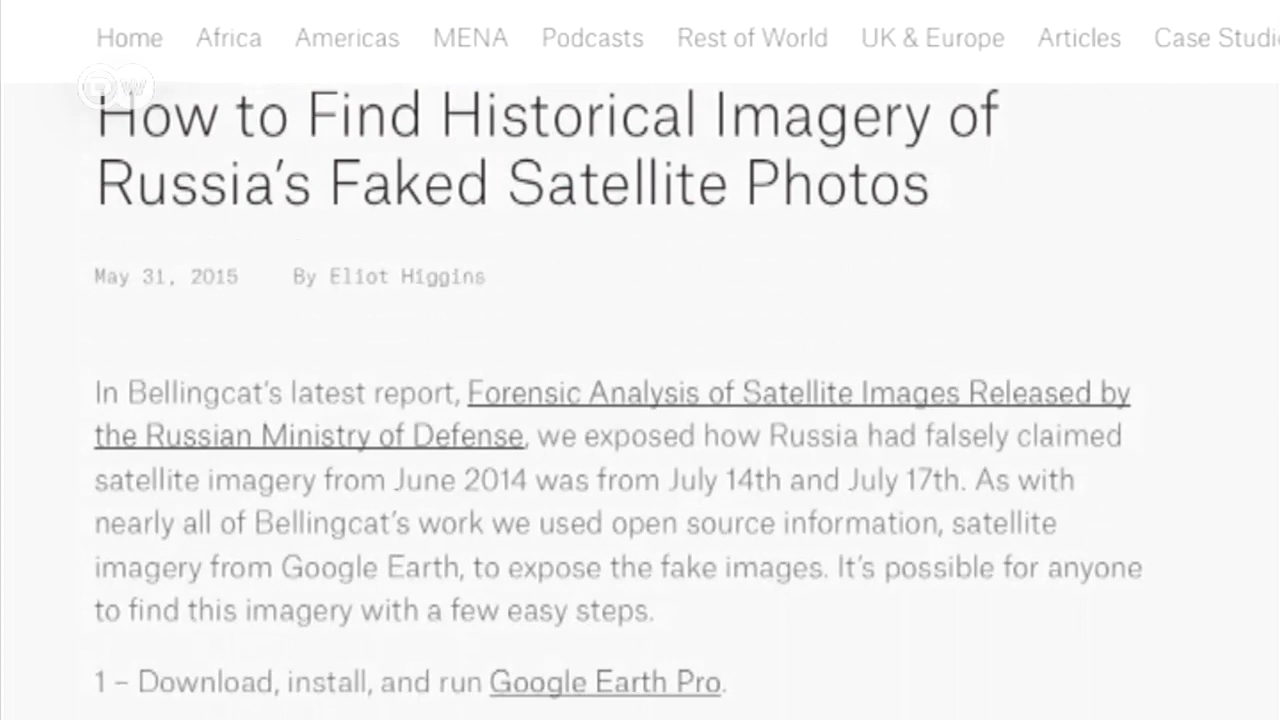 Home Africa Americas MENA Podcasts Rest of World UK & Europe Articles Case Studi
DW
How to Find Historical Imagery of
Russia's Faked Satellite Photos
May 31, 2015 By Eliot Higgins
In Bellingcat's latest report, Forensic Analysis of Satellite Images Released by
the Russian Ministry of Defense, we exposed how Russia had falsely claimed
satellite imagery from June 2014 was from July 14th and July 17th. As with
nearly all of Bellingcat's work we used open source information, satellite
imagery from Google Earth, to expose the fake images. It's possible for anyone
to find this imagery with a few easy steps.
1 – Download, install, and run Google Earth Pro.